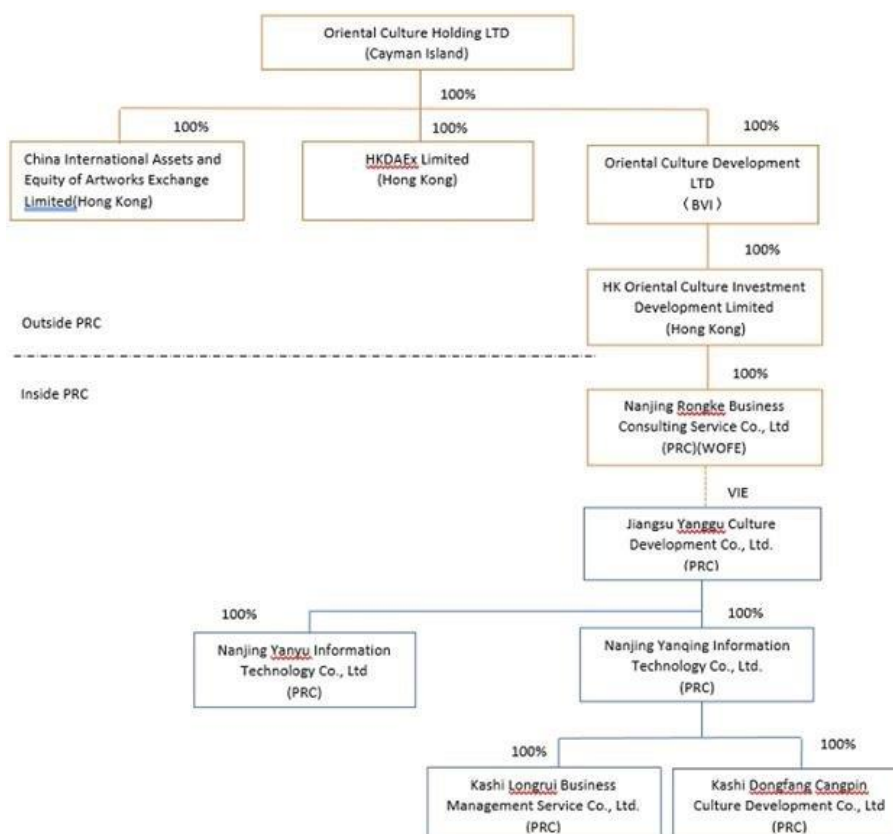 Oriental Culture Holding LTD
(Cayman Island)
100%
100%
100%
100%
China International Assets and
Equity of Artworks Exchange
Limited(Hong Kong)
HKDAEx Limited
(Hong Kong)
Oriental Culture Development
LTD
（BVI）
100%
HK Oriental Culture Investment
Development Limited
(Hong Kong)
Outside PRC
Inside PRC
100%
Nanjing Rongke Business
Consulting Service Co., Ltd
(PRC)(WOFE)
VIE
Jiangsu Yanggu Culture
Development Co., Ltd.
(PRC)
100%
100%
Nanjing Yanyu Information
Technology Co., Ltd
(PRC)
Nanjing Yanqing Information
Technology Co., Ltd.
(PRC)
100%
100%
Kashi Longrui Business
Management Service Co., Ltd.
(PRC)
Kashi Dongfang Cangpin
Culture Development Co., Ltd
(PRC)